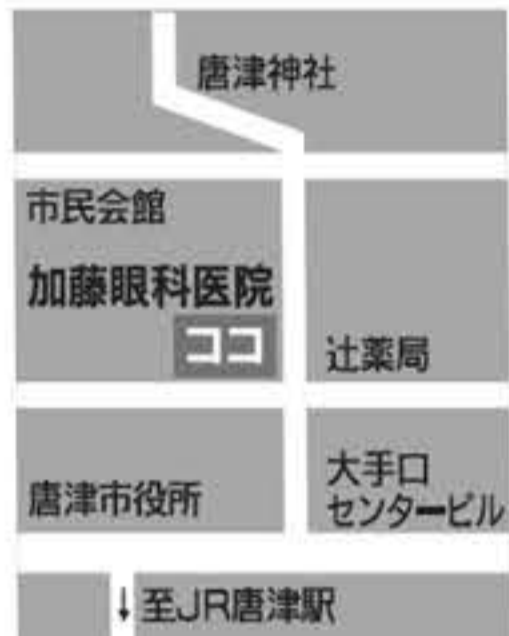 唐津神社
市民会館
加藤眼科医院
ココ
辻薬局
唐津市役所
大手口
センタービル
↓至JR唐津駅